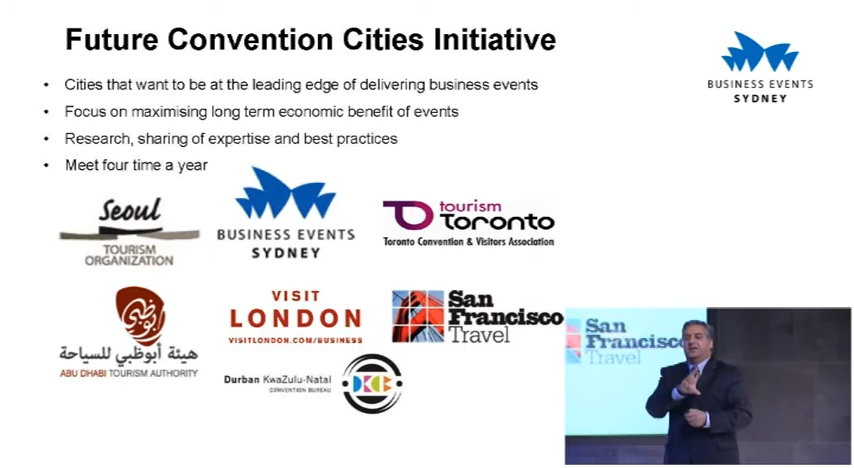 Future Convention Cities Initiative
• Cities that want to be at the leading edge of delivering business events
• Focus on maximising long term economic benefit of events
• Research, sharing of expertise and best practices
• Meet four time a year
BUSINESS EVENTS
SYDNEY
Seoul
TOURISM
ORGANIZATION
BUSINESS EVENTS
SYDNEY
tourism
Toronto
Toronto Convention & Visitors Association
أبوظبي
هيئة أبوظبي للسياحة
ABU DHABI TOURISM AUTHORITY
VISIT
LONDON
VISITLONDON.COM/BUSINESS
San
Francisco
Travel
Durban KwaZulu-Natal
CONVENTION BUREAU
DKCB
San
Francisco
Travel